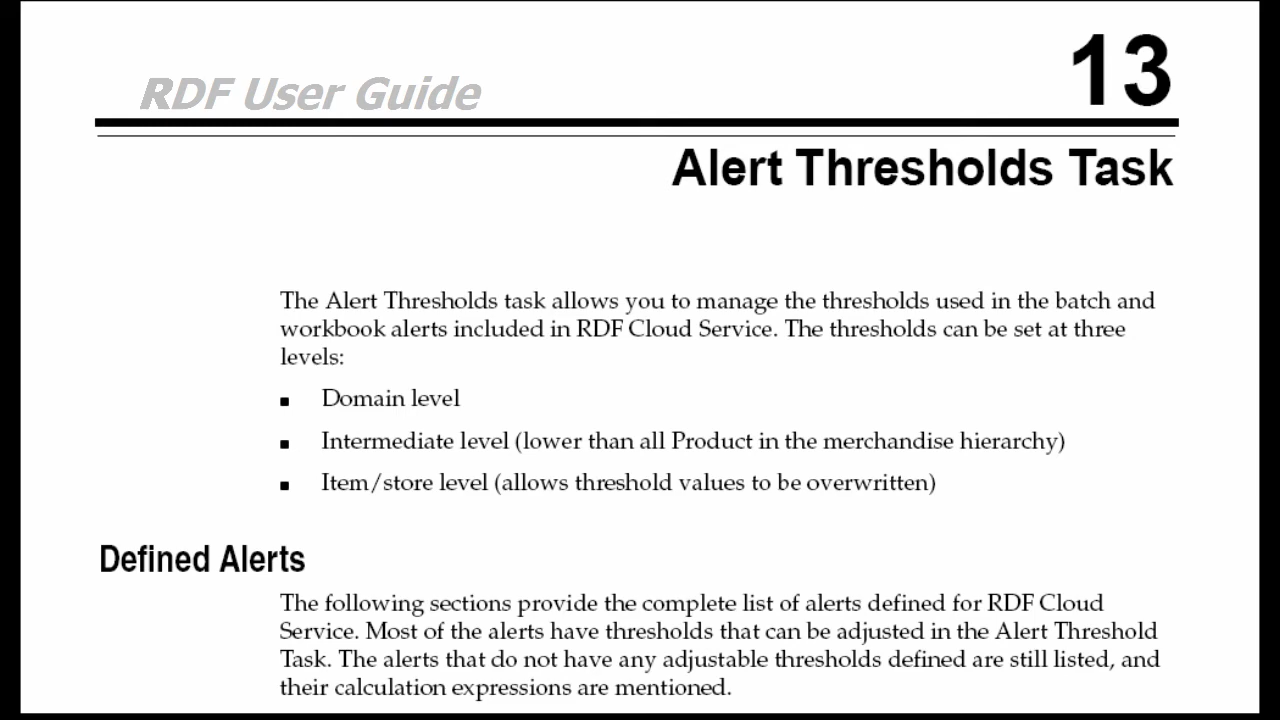 RDF User Guide
13
Alert Thresholds Task
The Alert Thresholds task allows you to manage the thresholds used in the batch and
workbook alerts included in RDF Cloud Service. The thresholds can be set at three
levels:
▪ Domain level
▪ Intermediate level (lower than all Product in the merchandise hierarchy)
▪ Item/store level (allows threshold values to be overwritten)
Defined Alerts
The following sections provide the complete list of alerts defined for RDF Cloud
Service. Most of the alerts have thresholds that can be adjusted in the Alert Threshold
Task. The alerts that do not have any adjustable thresholds defined are still listed, and
their calculation expressions are mentioned.